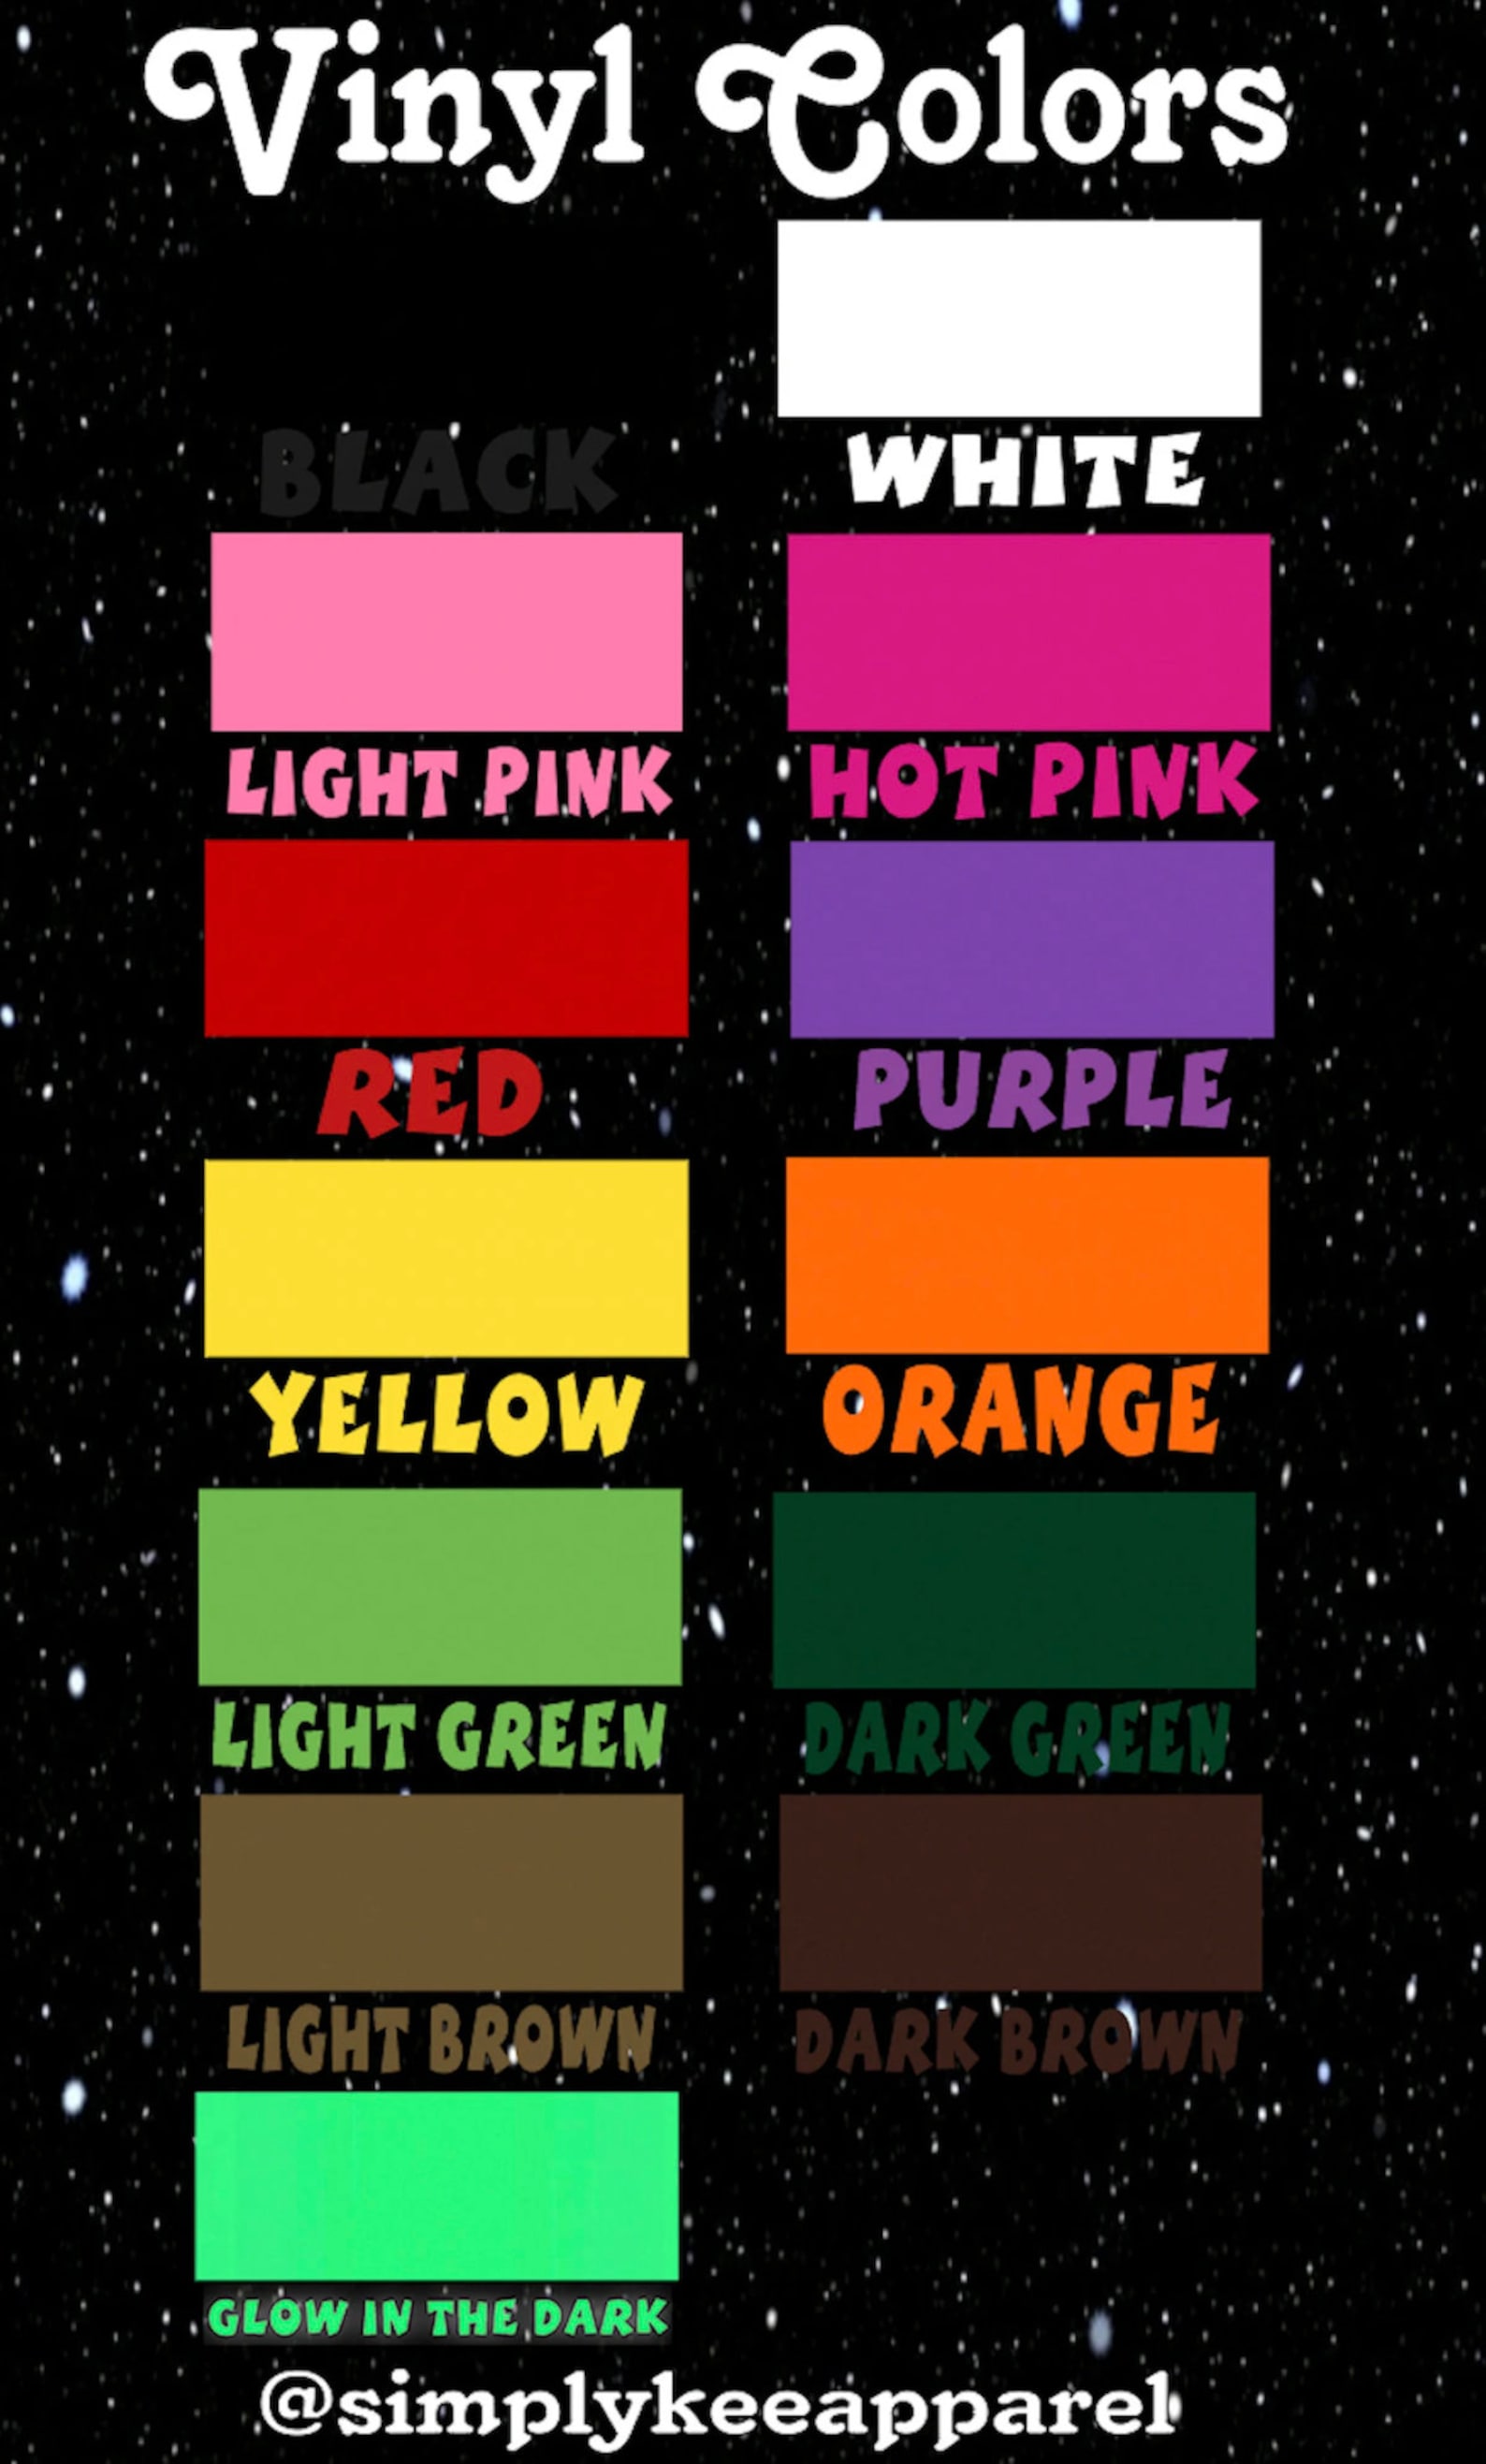 Vinyl Colors
BLACK
WHITE
LIGHT PINK
HOT PINK
RED
PURPLE
YELLOW
ORANGE
LIGHT GREEN
DARK GREEN
LIGHT BROWN
DARK BROWN
GLOW IN THE DARK
@simplykeeapparel